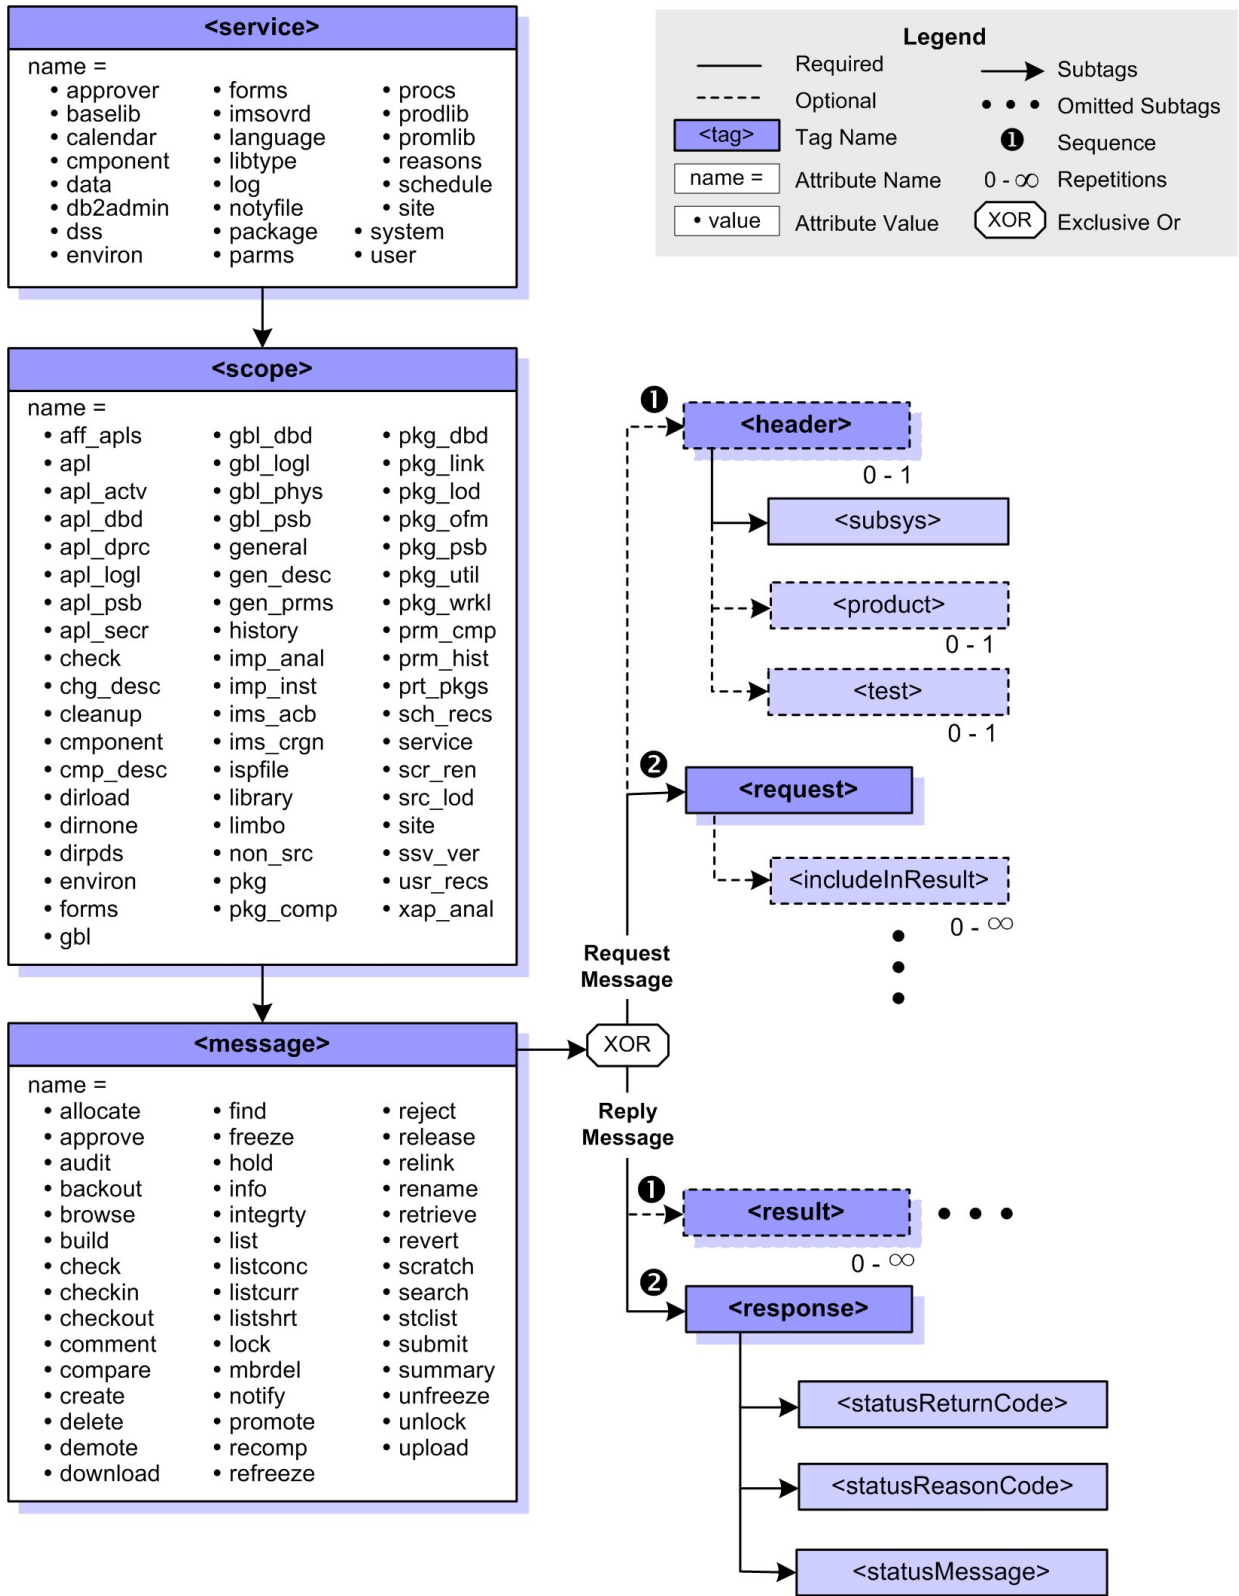 <service>
name =
• approver
• baselib
• calendar
• cmponent
• data
• db2admin
• dss
• environ
• forms
• imsovrd
• language
• libtype
• log
• notyfile
• package
• parms
• procs
• prodlib
• promlib
• reasons
• schedule
• site
• system
• user
Legend
Required
Optional
<tag> Tag Name
name = Attribute Name
• value Attribute Value
Subtags
Omitted Subtags
1 Sequence
0 - ∞ Repetitions
XOR Exclusive Or
<scope>
name =
• aff_apls
• apl
• apl_actv
• apl_dbd
• apl_dprc
• apl_logl
• apl_psb
• apl_secr
• check
• chg_desc
• cleanup
• cmponent
• cmp_desc
• dirload
• dirnone
• dirpds
• environ
• forms
• gbl
• gbl_dbd
• gbl_logl
• gbl_phys
• gbl_psb
• general
• gen_desc
• gen_prms
• history
• imp_anal
• imp_inst
• ims_acb
• ims_crgn
• ispfile
• library
• limbo
• non_src
• pkg
• pkg_comp
• pkg_dbd
• pkg_link
• pkg_lod
• pkg_ofm
• pkg_psb
• pkg_util
• pkg_wrkl
• prm_cmp
• prm_hist
• prt_pkgs
• sch_recs
• service
• scr_ren
• src_lod
• site
• ssv_ver
• usr_recs
• xap_anal
<message>
name =
• allocate
• approve
• audit
• backout
• browse
• build
• check
• checkin
• checkout
• comment
• compare
• create
• delete
• demote
• download
• find
• freeze
• hold
• info
• integrty
• list
• listconc
• listcurr
• listshrt
• lock
• mbrdel
• notify
• promote
• recomp
• refreeze
• reject
• release
• relink
• rename
• retrieve
• revert
• scratch
• search
• stclist
• submit
• summary
• unfreeze
• unlock
• upload
XOR
Request
Message
1
<header>
0 - 1
<subsys>
<product>
0 - 1
<test>
0 - 1
2
<request>
<includeInResult>
0 - ∞
Reply
Message
1
<result>
0 - ∞
2
<response>
<statusReturnCode>
<statusReasonCode>
<statusMessage>